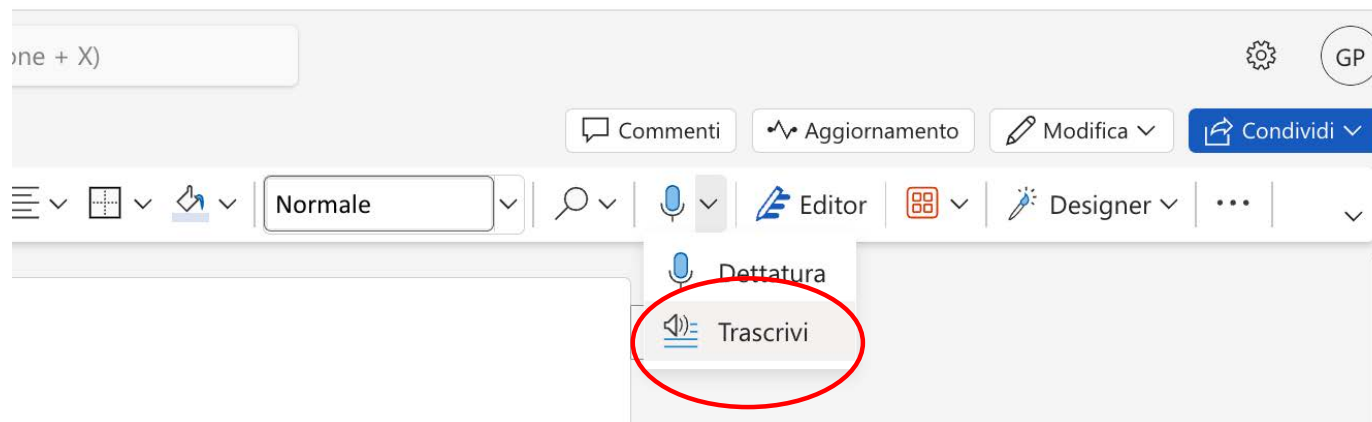 one + X)
GP
Commenti
Aggiornamento
Modifica
Condividi
Normale
Editor
Designer
Dettatura
Trascrivi